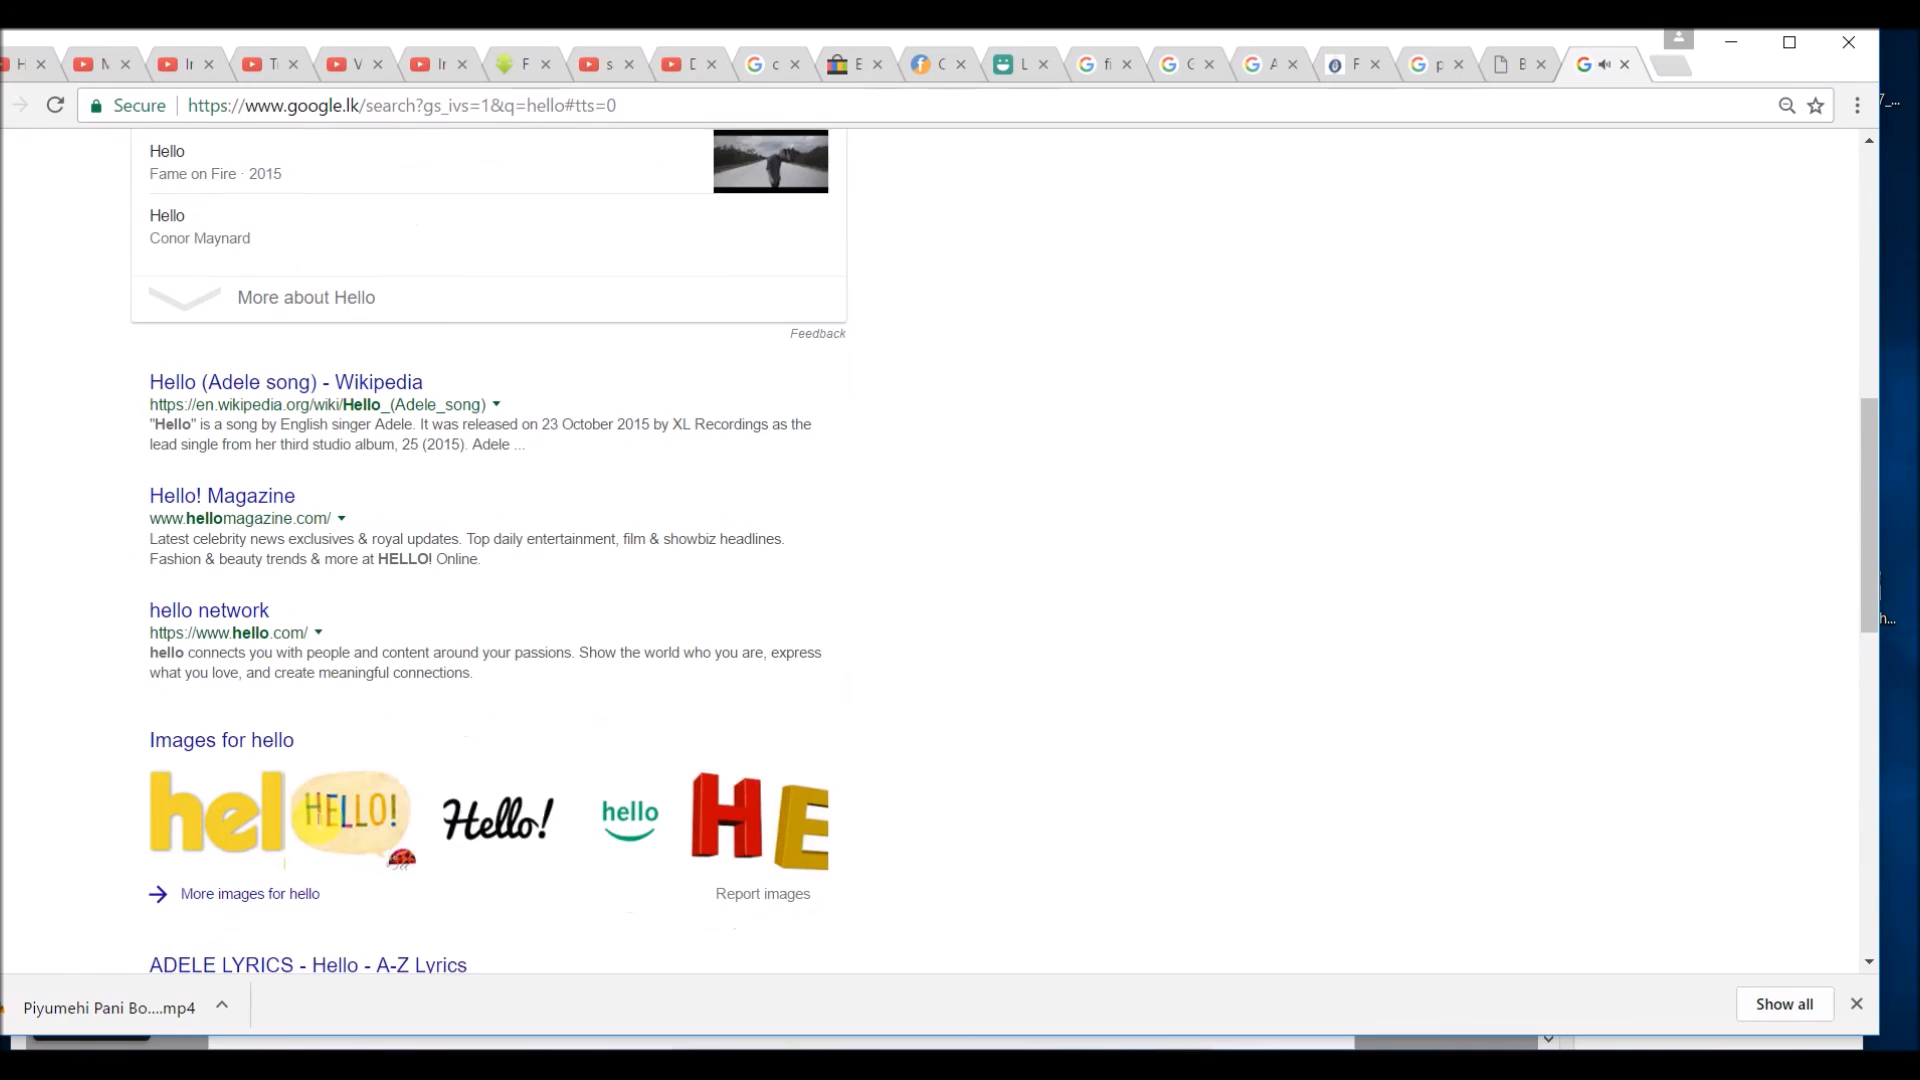 H M In Tı V Ir F s D c E C L fi C A F p B
Secure https://www.google.lk/search?gs_ivs=1&q=hello#tts=0
Hello
Fame on Fire · 2015
Hello
Conor Maynard
More about Hello
Feedback
Hello (Adele song) - Wikipedia
https://en.wikipedia.org/wiki/Hello_(Adele_song)
"Hello" is a song by English singer Adele. It was released on 23 October 2015 by XL Recordings as the
lead single from her third studio album, 25 (2015). Adele ...
Hello! Magazine
www.hellomagazine.com/
Latest celebrity news exclusives & royal updates. Top daily entertainment, film & showbiz headlines.
Fashion & beauty trends & more at HELLO! Online.
hello network
https://www.hello.com/
hello connects you with people and content around your passions. Show the world who you are, express
what you love, and create meaningful connections.
Images for hello
hel HELLO! Hello! hello HE
More images for hello Report images
ADELE LYRICS - Hello - A-Z Lyrics
Piyumehi Pani Bo....mp4 Show all